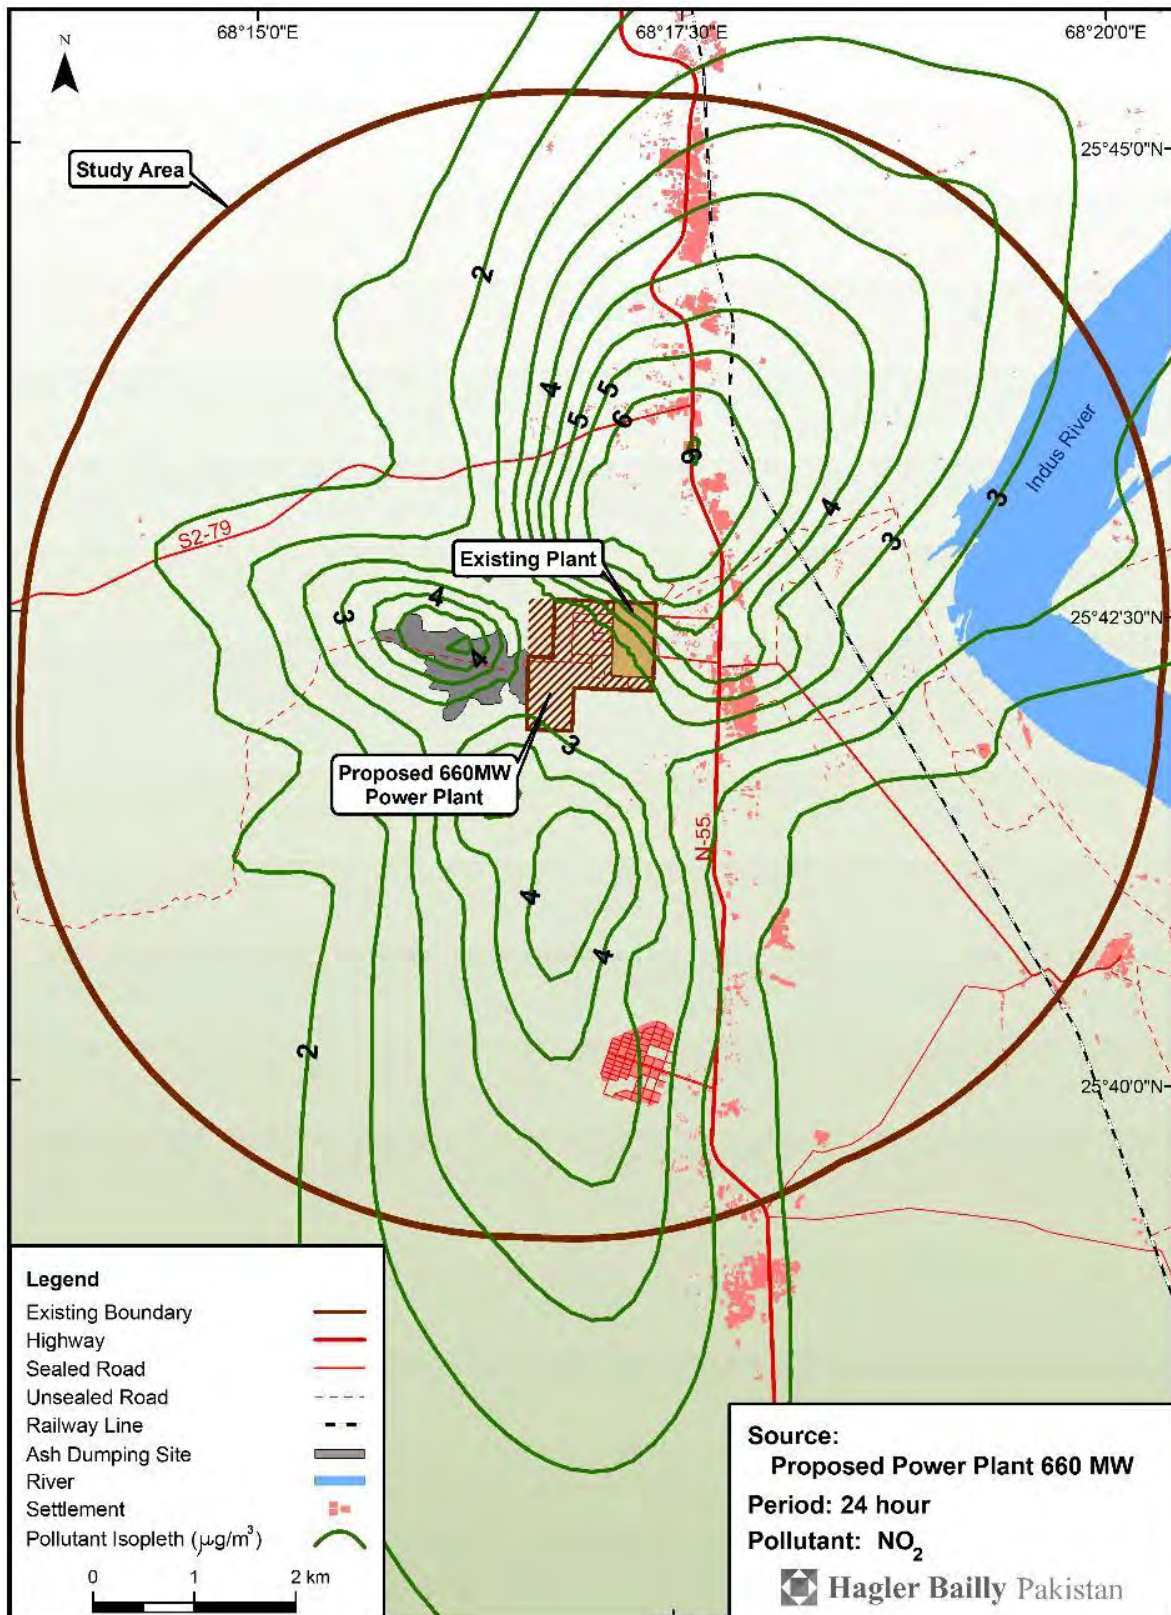 68°15'0"E
68°17'30"E
68°20'0"E
N
25°45'0"N
Study Area
2
4
5
5
6
9
4
3
3
Indus River
S2-79
Existing Plant
25°42'30"N
3
4
4
3
Proposed 660MW
Power Plant
N-55
4
4
2
25°40'0"N
Legend
Existing Boundary
Highway
Sealed Road
Unsealed Road
Railway Line
Ash Dumping Site
River
Settlement
Pollutant Isopleth (µg/m³)
0 1 2 km
Source:
Proposed Power Plant 660 MW
Period: 24 hour
Pollutant: NO₂
Hagler Bailly Pakistan